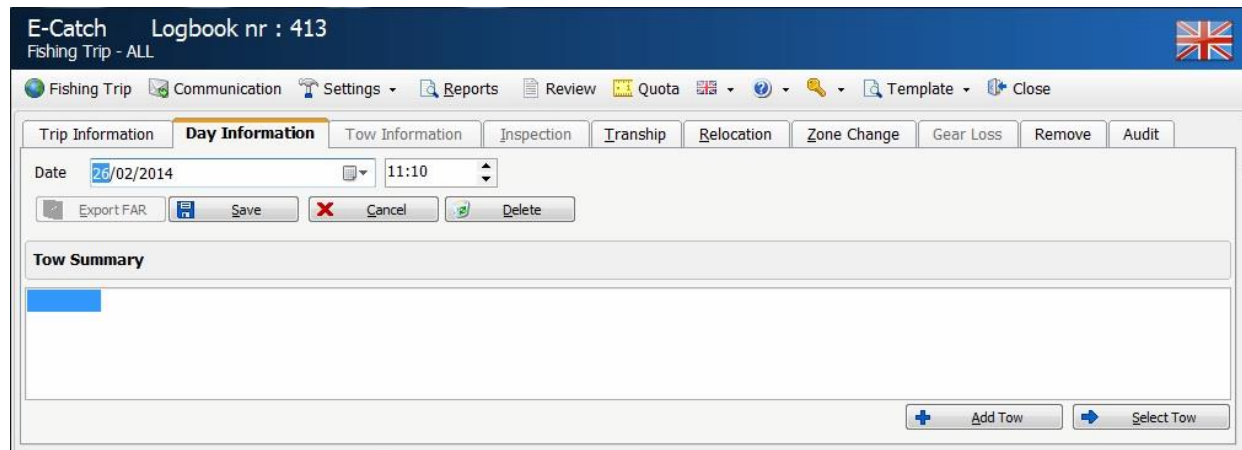 E-Catch Logbook nr : 413
Fishing Trip - ALL
Fishing Trip Communication Settings Reports Review Quota Template Close
Trip Information Day Information Tow Information Inspection Tranship Relocation Zone Change Gear Loss Remove Audit
Date 26/02/2014 11:10
Export FAR Save Cancel Delete
Tow Summary
Add Tow Select Tow